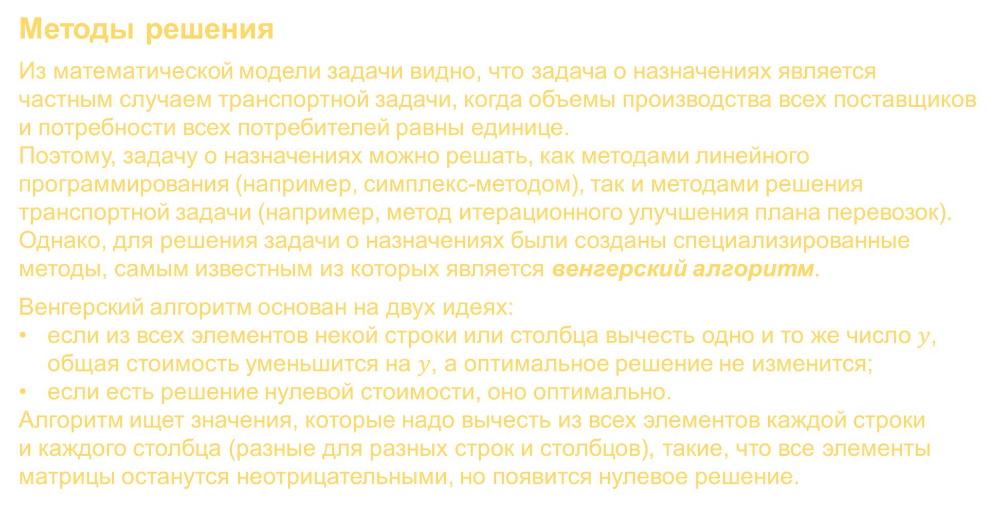 Методы решения
Из математической модели задачи видно, что задача о назначениях является
частным случаем транспортной задачи, когда объемы производства всех поставщиков
и потребности всех потребителей равны единице.
Поэтому, задачу о назначениях можно решать, как методами линейного
программирования (например, симплекс-методом), так и методами решения
транспортной задачи (например, метод итерационного улучшения плана перевозок).
Однако, для решения задачи о назначениях были созданы специализированные
методы, самым известным из которых является венгерский алгоритм.
Венгерский алгоритм основан на двух идеях:
• если из всех элементов некой строки или столбца вычесть одно и то же число y,
общая стоимость уменьшится на y, а оптимальное решение не изменится;
• если есть решение нулевой стоимости, оно оптимально.
Алгоритм ищет значения, которые надо вычесть из всех элементов каждой строки
и каждого столбца (разные для разных строк и столбцов), такие, что все элементы
матрицы останутся неотрицательными, но появится нулевое решение.